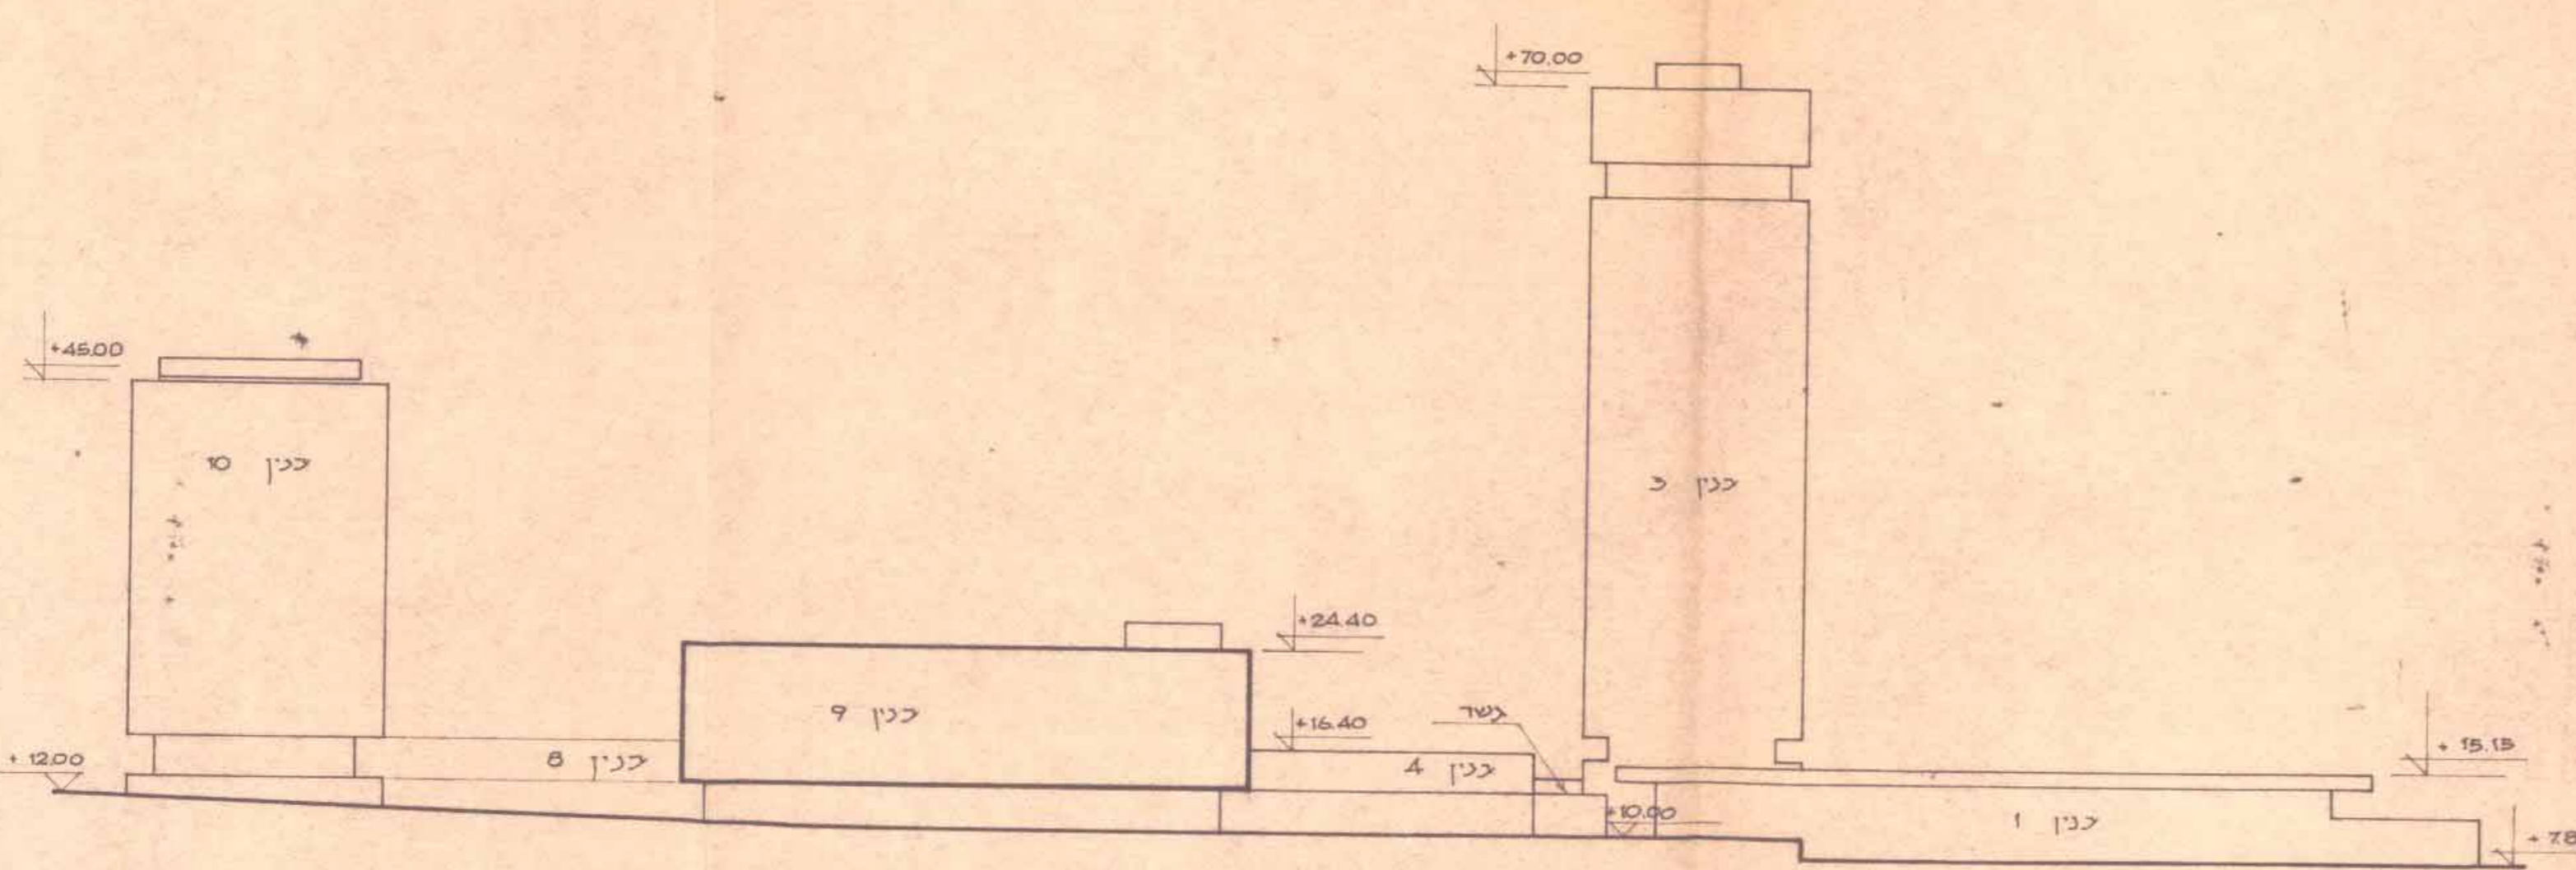 +70.00
+45.00
בנין 10
בנין 3
+24.40
בנין 9
+16.40
גשר
+15.15
+12.00
בנין 8
בנין 4
+10.00
בנין 1